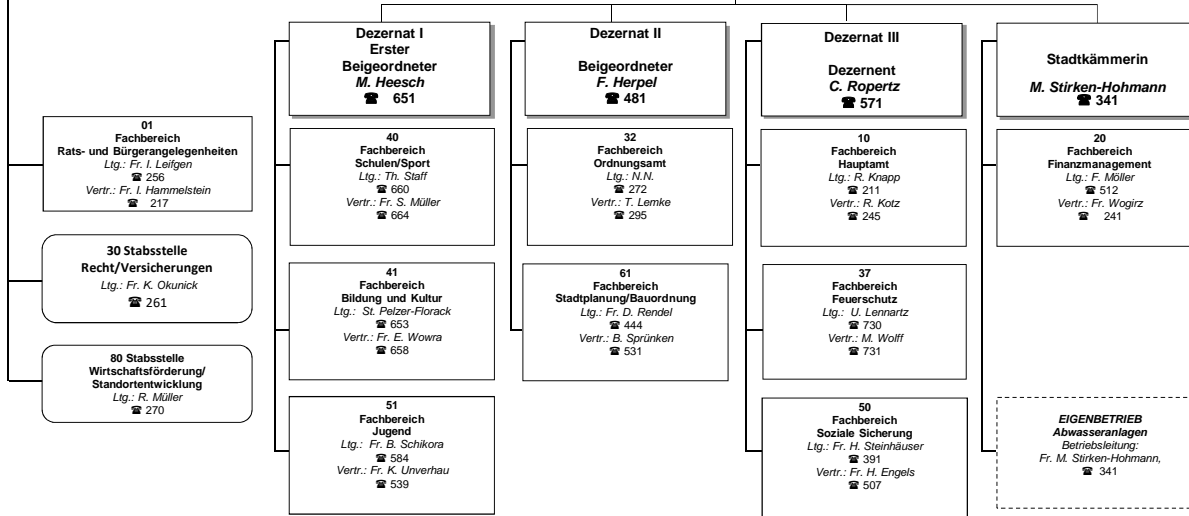 01
Fachbereich
Rats- und Bürgerangelegenheiten
Ltg.: Fr. I. Leifgen
☎ 256
Vertr.: Fr. I. Hammelstein
☎ 217
30 Stabsstelle
Recht/Versicherungen
Ltg.: Fr. K. Okunick
☎ 261
80 Stabsstelle
Wirtschaftsförderung/
Standortentwicklung
Ltg.: R. Müller
☎ 270
Dezernat I
Erster
Beigeordneter
M. Heesch
☎ 651
40
Fachbereich
Schulen/Sport
Ltg.: Th. Staff
☎ 660
Vertr.: Fr. S. Müller
☎ 664
41
Fachbereich
Bildung und Kultur
Ltg.: St. Pelzer-Florack
☎ 653
Vertr.: Fr. E. Wowra
☎ 658
51
Fachbereich
Jugend
Ltg.: Fr. B. Schikora
☎ 584
Vertr.: Fr. K. Unverhau
☎ 539
Dezernat II
Beigeordneter
F. Herpel
☎ 481
32
Fachbereich
Ordnungsamt
Ltg.: N.N.
☎ 272
Vertr.: T. Lemke
☎ 295
61
Fachbereich
Stadtplanung/Bauordnung
Ltg.: Fr. D. Rendel
☎ 444
Vertr.: B. Sprünken
☎ 531
Dezernat III
Dezernent
C. Ropertz
☎ 571
10
Fachbereich
Hauptamt
Ltg.: R. Knapp
☎ 211
Vertr.: R. Kotz
☎ 245
37
Fachbereich
Feuerschutz
Ltg.: U. Lennartz
☎ 730
Vertr.: M. Wolff
☎ 731
50
Fachbereich
Soziale Sicherung
Ltg.: Fr. H. Steinhäuser
☎ 391
Vertr.: Fr. H. Engels
☎ 507
Stadtkämmerin
M. Stirken-Hohmann
☎ 341
20
Fachbereich
Finanzmanagement
Ltg.: F. Möller
☎ 512
Vertr.: Fr. Wogirz
☎ 241
EIGENBETRIEB
Abwasseranlagen
Betriebsleitung:
Fr. M. Stirken-Hohmann,
☎ 341